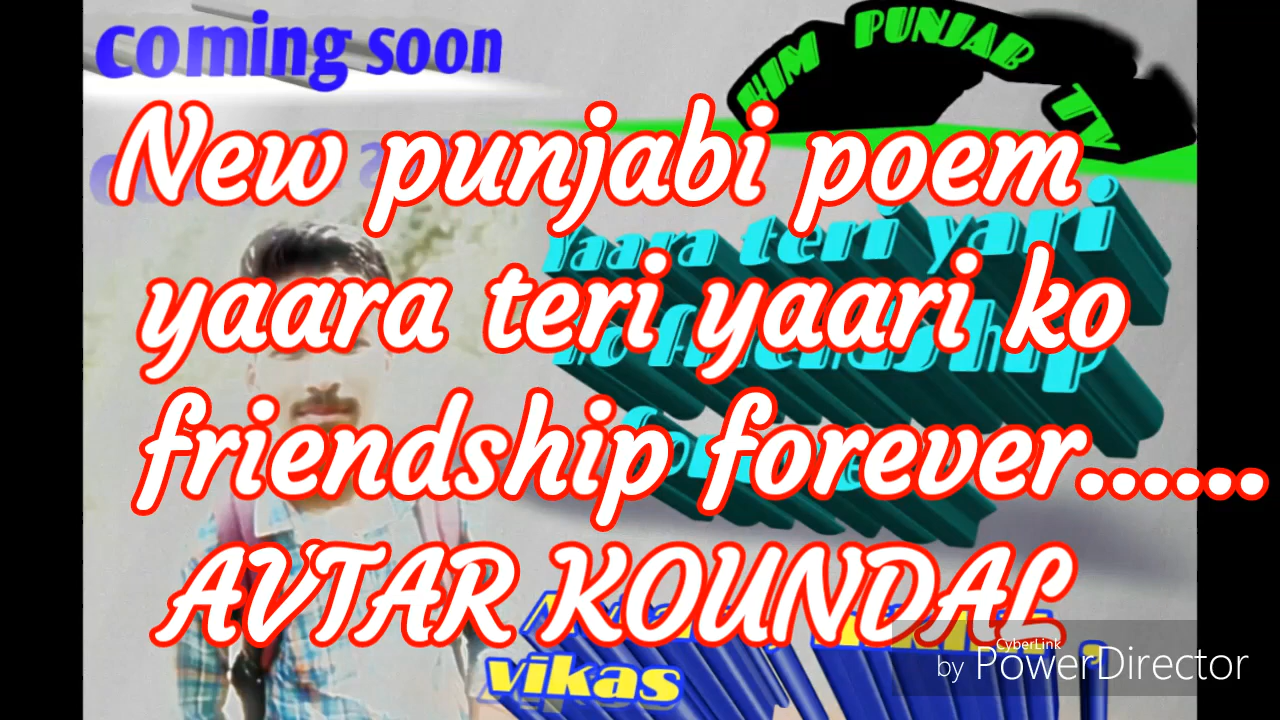 coming soon
HIM PUNJAB TV
New punjabi poem
yaara teri yaari ko
friendship forever......
AVTAR KOUNDAL
Yaara teri yari
friendship
vikas
CyberLink
by PowerDirector